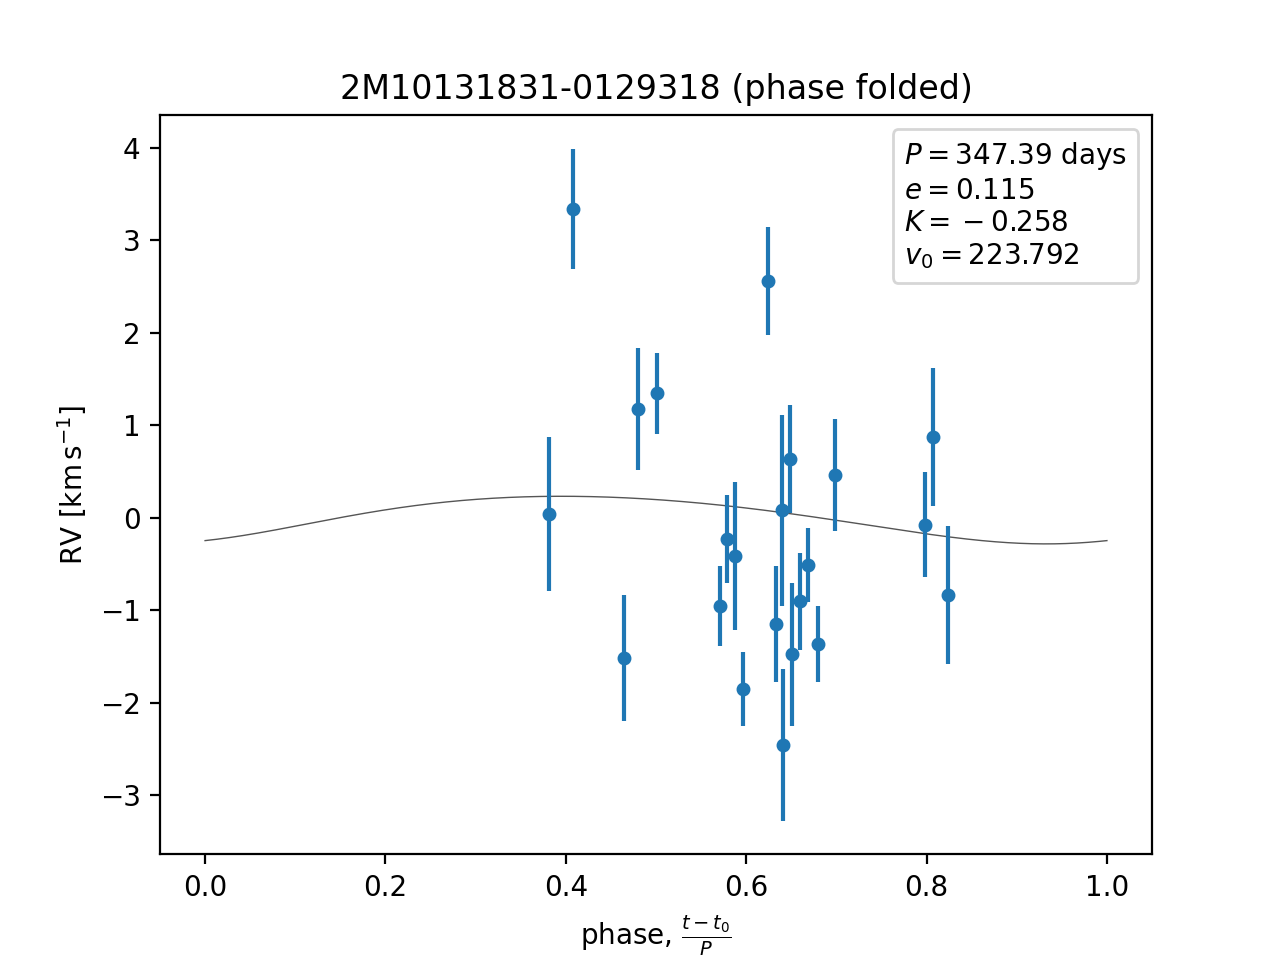 2M10131831-0129318 (phase folded)
P = 347.39 days
e = 0.115
K = −0.258
v₀ = 223.792
RV [km s⁻¹]
4
3
2
1
0
−1
−2
−3
0.0 0.2 0.4 0.6 0.8 1.0
phase, (t − t₀)/P